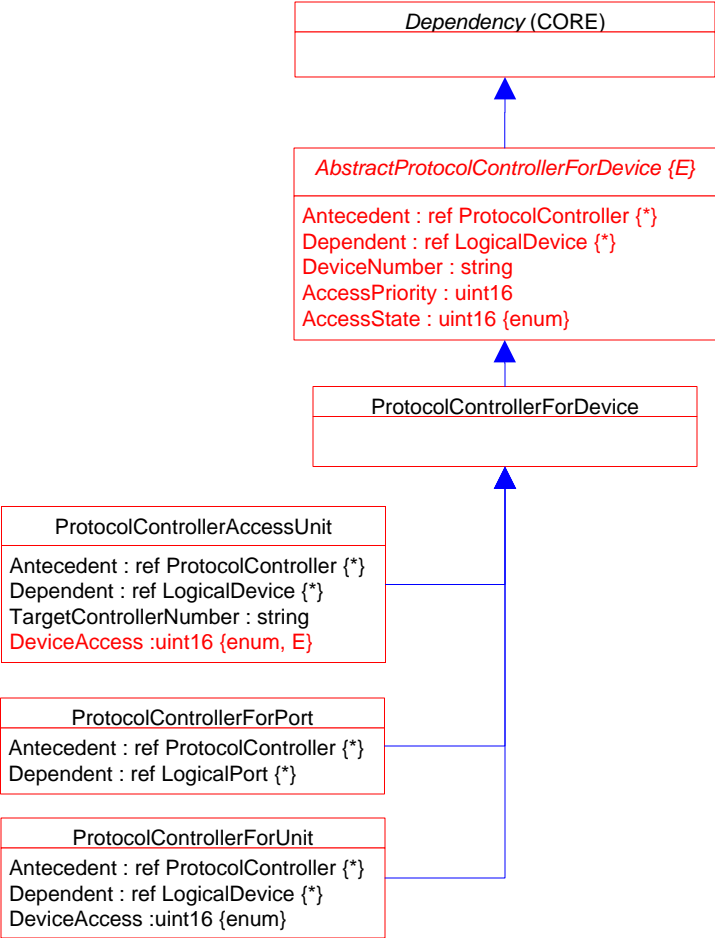 Dependency (CORE)
AbstractProtocolControllerForDevice {E}
Antecedent : ref ProtocolController {*}
Dependent : ref LogicalDevice {*}
DeviceNumber : string
AccessPriority : uint16
AccessState : uint16 {enum}
ProtocolControllerForDevice
ProtocolControllerAccessUnit
Antecedent : ref ProtocolController {*}
Dependent : ref LogicalDevice {*}
TargetControllerNumber : string
DeviceAccess :uint16 {enum, E}
ProtocolControllerForPort
Antecedent : ref ProtocolController {*}
Dependent : ref LogicalPort {*}
ProtocolControllerForUnit
Antecedent : ref ProtocolController {*}
Dependent : ref LogicalDevice {*}
DeviceAccess :uint16 {enum}